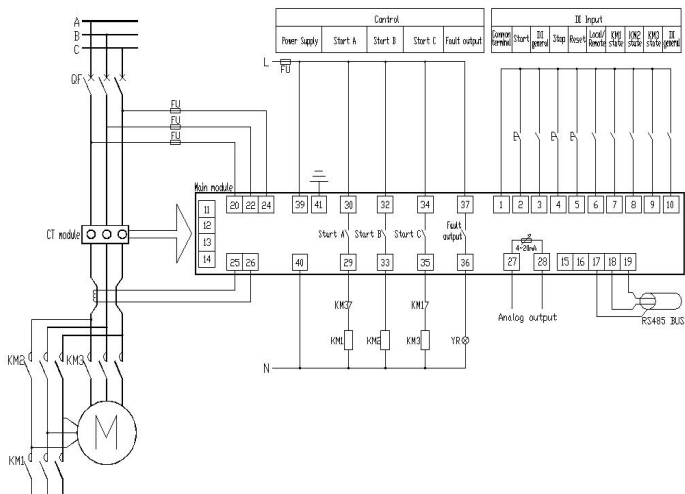 Control
Power Supply Start A Start B Start C Fault output
DI Input
Common terminal Start DI general Stop Reset Local/ Remote KM1 state KM2 state KM3 state DI general
A
B
C
QF
L
FU
FU
FU
FU
Main module
20 22 24 39 41 30 32 34 37 1 2 3 4 5 6 7 8 9 10
11
12
13
14
CT module
Start A Start B Start C Fault output
4~20mA
25 26 40 29 33 35 36 27 28 15 16 17 18 19
Analog output
RS485 BUS
KM3 KM1
KM1 KM2 KM3 YR
N
KM2 KM3
M
KM1